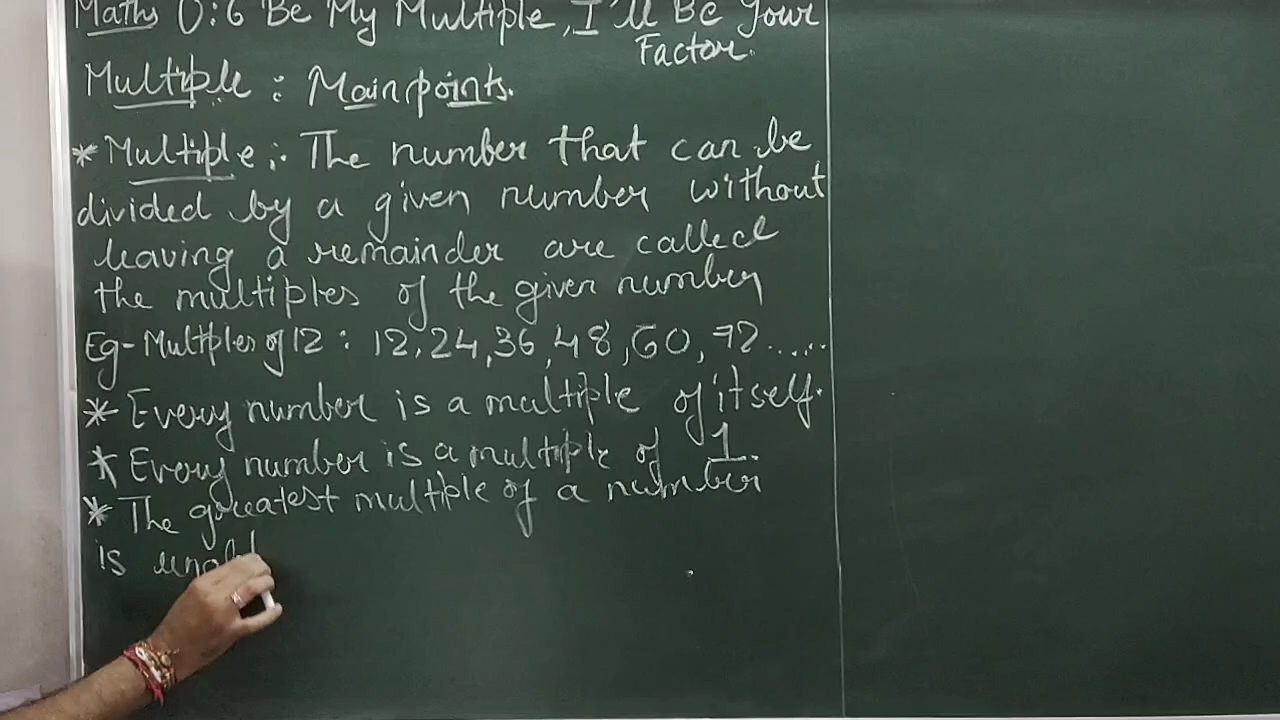 Maths 0:6 Be My Multiple, I'll Be Your
Factor.
Multiple : Main points.
* Multiple:- The number that can be
divided by a given number without
leaving a remainder are called
the multiples of the given number
Eg- Multiples of 12 : 12, 24, 36, 48, 60, 72 .....
* Every number is a multiple of itself.
* Every number is a multiple of 1.
* The greatest multiple of a number
is